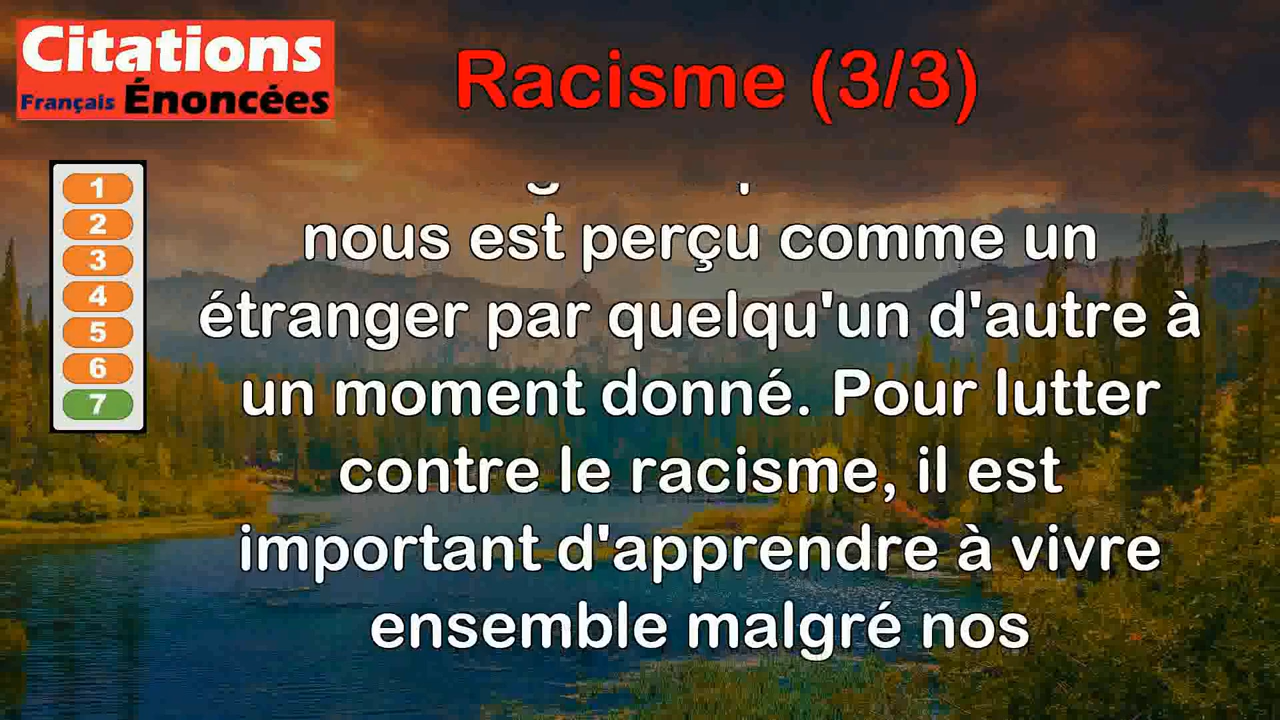 Citations
Français Énoncées
Racisme (3/3)
1
2
3
4
5
6
7
nous est perçu comme un
étranger par quelqu'un d'autre à
un moment donné. Pour lutter
contre le racisme, il est
important d'apprendre à vivre
ensemble malgré nos